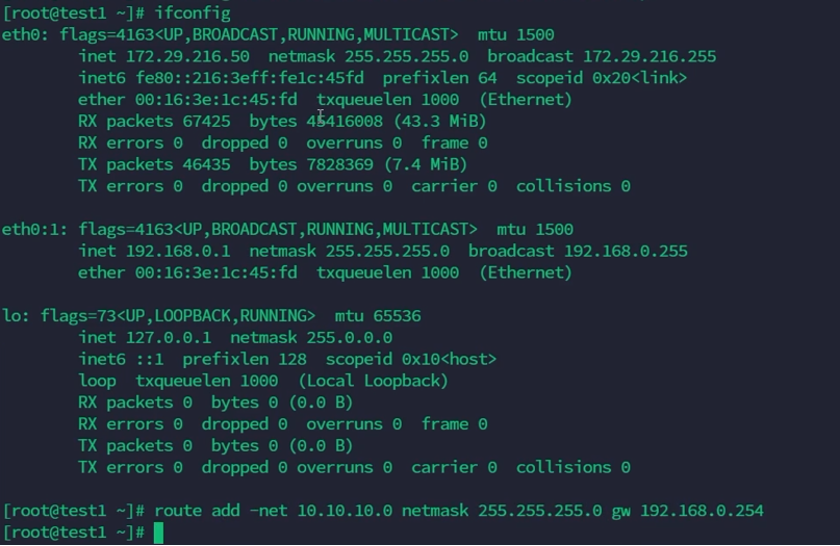 [root@test1 ~]# ifconfig
eth0: flags=4163<UP,BROADCAST,RUNNING,MULTICAST>  mtu 1500
        inet 172.29.216.50  netmask 255.255.255.0  broadcast 172.29.216.255
        inet6 fe80::216:3eff:fe1c:45fd  prefixlen 64  scopeid 0x20<link>
        ether 00:16:3e:1c:45:fd  txqueuelen 1000  (Ethernet)
        RX packets 67425  bytes 45416008 (43.3 MiB)
        RX errors 0  dropped 0  overruns 0  frame 0
        TX packets 46435  bytes 7828369 (7.4 MiB)
        TX errors 0  dropped 0 overruns 0  carrier 0  collisions 0
eth0:1: flags=4163<UP,BROADCAST,RUNNING,MULTICAST>  mtu 1500
        inet 192.168.0.1  netmask 255.255.255.0  broadcast 192.168.0.255
        ether 00:16:3e:1c:45:fd  txqueuelen 1000  (Ethernet)
lo: flags=73<UP,LOOPBACK,RUNNING>  mtu 65536
        inet 127.0.0.1  netmask 255.0.0.0
        inet6 ::1  prefixlen 128  scopeid 0x10<host>
        loop  txqueuelen 1000  (Local Loopback)
        RX packets 0  bytes 0 (0.0 B)
        RX errors 0  dropped 0  overruns 0  frame 0
        TX packets 0  bytes 0 (0.0 B)
        TX errors 0  dropped 0 overruns 0  carrier 0  collisions 0
[root@test1 ~]# route add -net 10.10.10.0 netmask 255.255.255.0 gw 192.168.0.254
[root@test1 ~]#